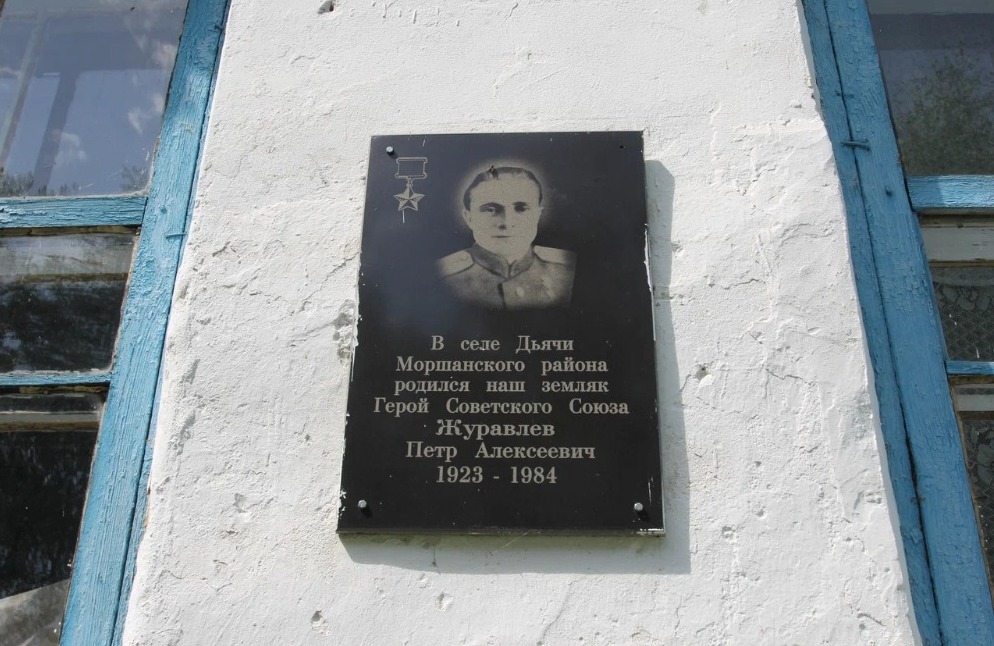 В селе Дьячи
Моршанского района
родился наш земляк
Герой Советского Союза
Журавлев
Петр Алексеевич
1923 - 1984